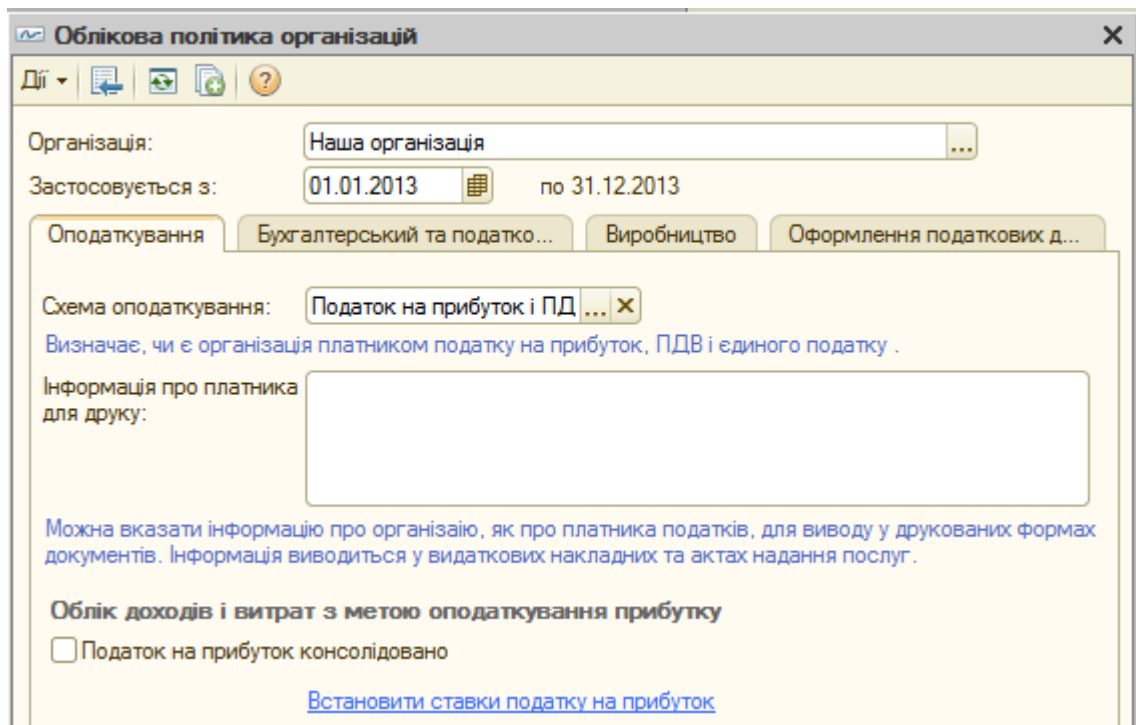 Облікова політика організацій
Дії
Організація: Наша організація ...
Застосовується з: 01.01.2013 по 31.12.2013
Оподаткування Бухгалтерський та податко... Виробництво Оформлення податкових д...
Схема оподаткування: Податок на прибуток і ПД ...
Визначає, чи є організація платником податку на прибуток, ПДВ і єдиного податку .
Інформація про платника
для друку:
Можна вказати інформацію про організаію, як про платника податків, для виводу у друкованих формах
документів. Інформація виводиться у видаткових накладних та актах надання послуг.
Облік доходів і витрат з метою оподаткування прибутку
Податок на прибуток консолідовано
Встановити ставки податку на прибуток